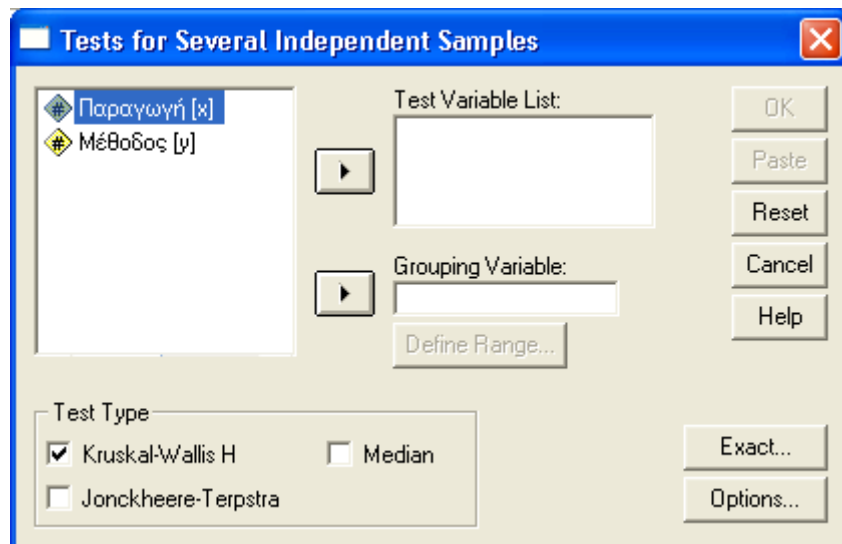 Tests for Several Independent Samples
Παραγωγή [x]
Μέθοδος [y]
Test Variable List:
Grouping Variable:
Define Range...
OK
Paste
Reset
Cancel
Help
Test Type
Kruskal-Wallis H
Median
Jonckheere-Terpstra
Exact...
Options...